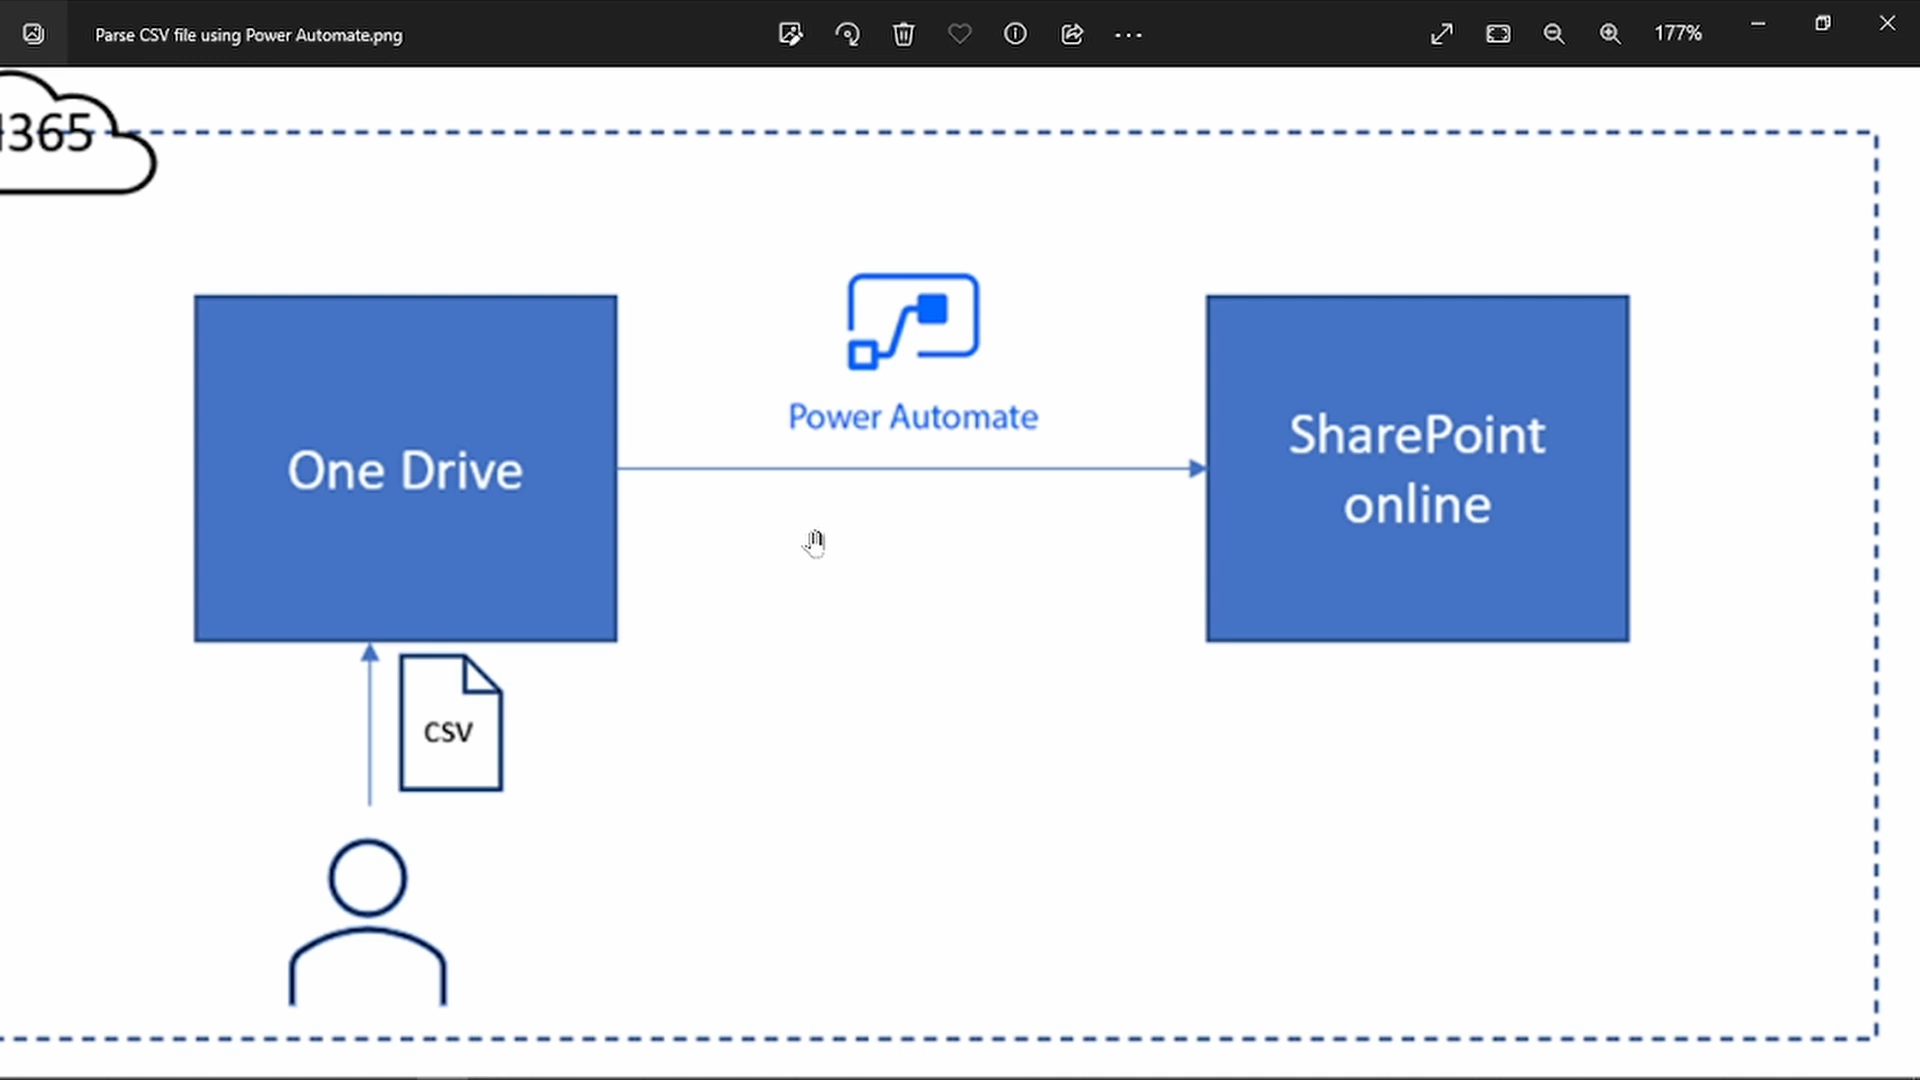 Parse CSV file using Power Automate.png
177%
365
Power Automate
One Drive
SharePoint
online
CSV